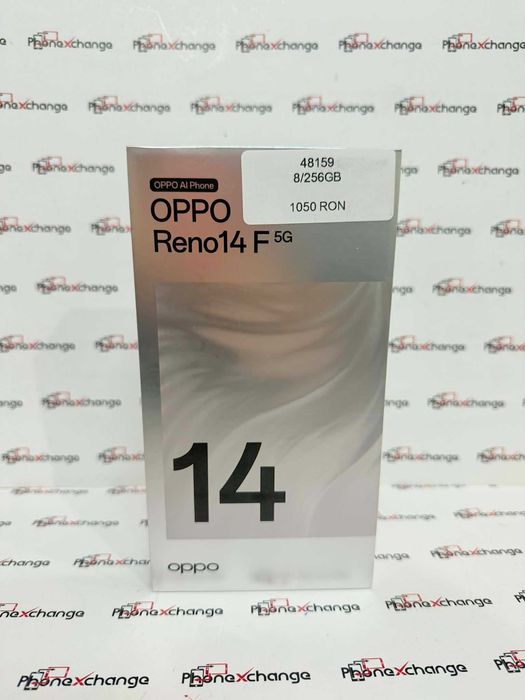 48159
8/256GB
1050 RON
OPPO AI Phone
OPPO
Reno14 F 5G
14
oppo
PhoneXchange